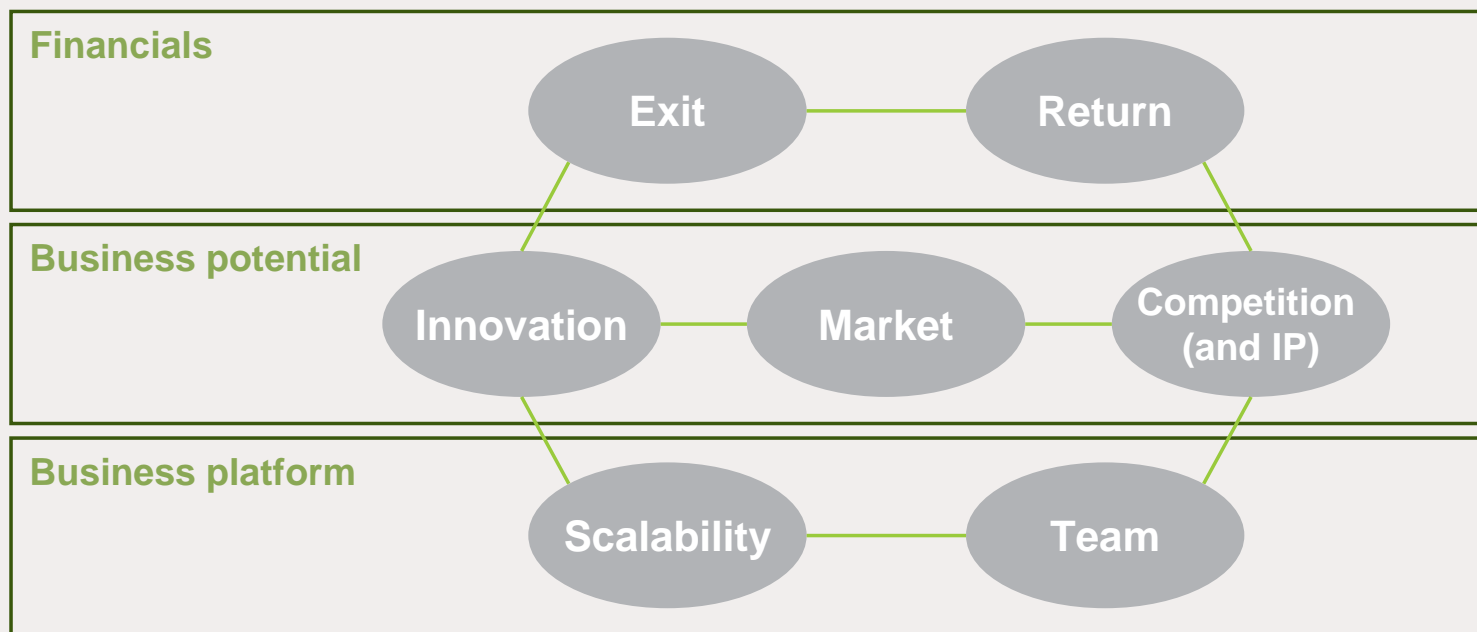 Financials
Exit
Return
Business potential
Innovation
Market
Competition
(and IP)
Business platform
Scalability
Team